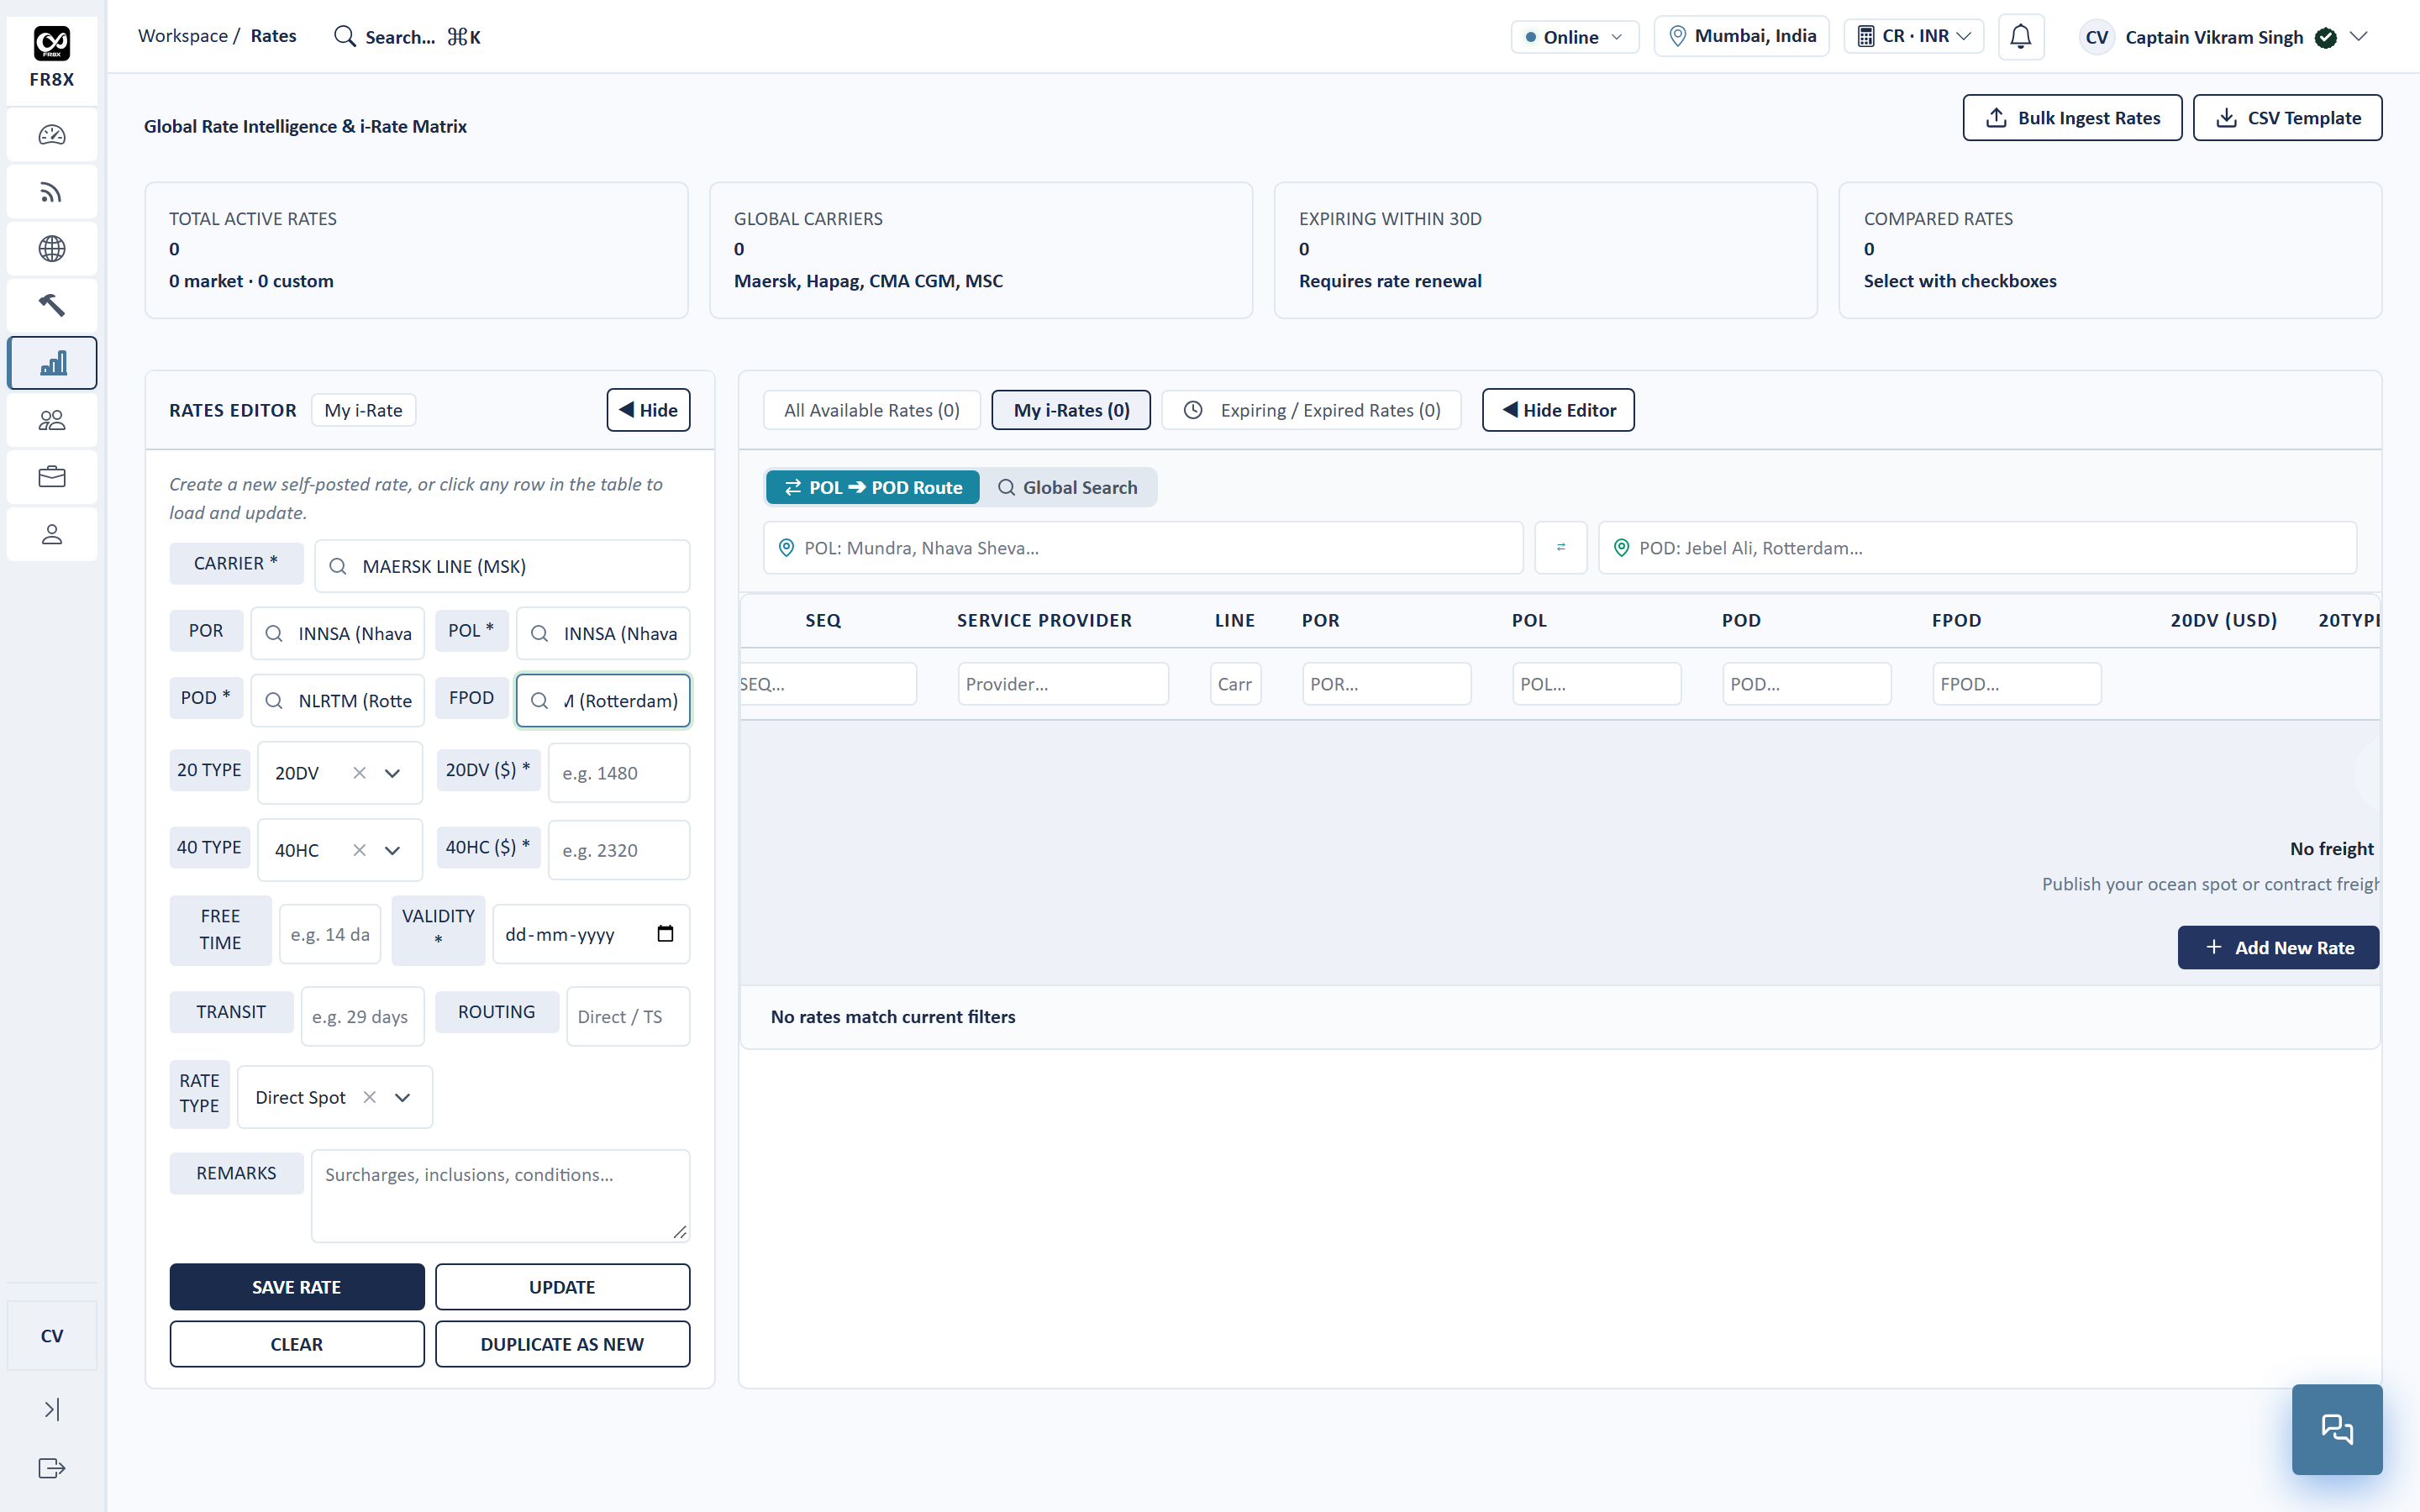 FR8X
FR8X
Workspace / Rates
Search... ⌘K
Online
Mumbai, India
CR · INR
CV
Captain Vikram Singh
Global Rate Intelligence & i-Rate Matrix
Bulk Ingest Rates
CSV Template
TOTAL ACTIVE RATES
0
0 market · 0 custom
GLOBAL CARRIERS
0
Maersk, Hapag, CMA CGM, MSC
EXPIRING WITHIN 30D
0
Requires rate renewal
COMPARED RATES
0
Select with checkboxes
RATES EDITOR
My i-Rate
◀ Hide
Create a new self-posted rate, or click any row in the table to
load and update.
CARRIER *
MAERSK LINE (MSK)
POR
INNSA (Nhava
POL *
INNSA (Nhava
POD *
NLRTM (Rotte
FPOD
(Rotterdam)
20 TYPE
20DV
20DV ($) *
e.g. 1480
40 TYPE
40HC
40HC ($) *
e.g. 2320
FREE
TIME
e.g. 14 da
VALIDITY
*
dd-mm-yyyy
TRANSIT
e.g. 29 days
ROUTING
Direct / TS
RATE
TYPE
Direct Spot
REMARKS
Surcharges, inclusions, conditions...
SAVE RATE
UPDATE
CLEAR
DUPLICATE AS NEW
All Available Rates (0)
My i-Rates (0)
Expiring / Expired Rates (0)
◀ Hide Editor
POL ➔ POD Route
Global Search
POL: Mundra, Nhava Sheva...
POD: Jebel Ali, Rotterdam...
SEQ
SERVICE PROVIDER
LINE
POR
POL
POD
FPOD
20DV (USD)
20TYPE
SEQ...
Provider...
Carr
POR...
POL...
POD...
FPOD...
No freight
Publish your ocean spot or contract freigh
Add New Rate
No rates match current filters
CV